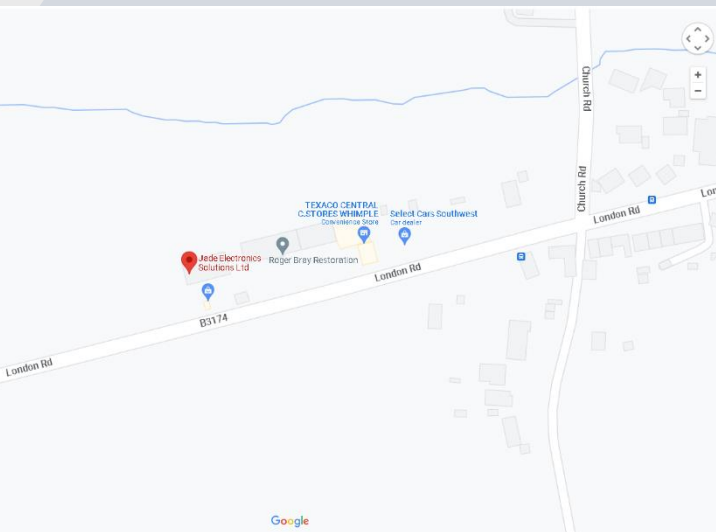 Church Rd
Church Rd
London Rd
Lon
TEXACO CENTRAL
C.STORES WHIMPLE
Convenience Store
Select Cars Southwest
Car dealer
Jade Electronics
Solutions Ltd
Roger Bray Restoration
London Rd
B3174
London Rd
Google